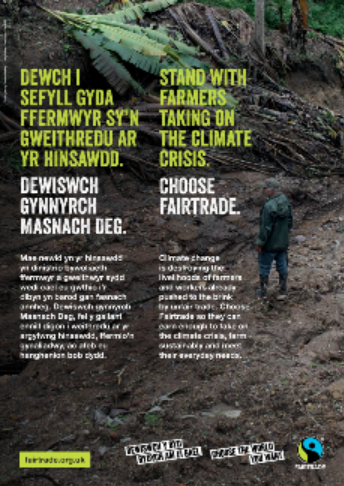 DEWCH I
SEFYLL GYDA
FFERMWYR SY'N
GWEITHREDU AR
YR HINSAWDD.
DEWISWCH
GYNNYRCH
MASNACH DEG.
Mae newid yn yr hinsawdd
yn dinistrio bywoliaeth
ffermwyr a gweithwyr sydd
wedi cael eu gwthio i'r
dibyn yn barod gan fasnach
annheg. Dewiswch gynnyrch
Masnach Deg, fel y gallant
ennill digon i weithredu ar yr
argyfwng hinsawdd, ffermio'n
gynaliadwy, ac ateb eu
hanghenion bob dydd.
STAND WITH
FARMERS
TAKING ON
THE CLIMATE
CRISIS.
CHOOSE
FAIRTRADE.
Climate change
is destroying the
livelihoods of farmers
and workers already
pushed to the brink
by unfair trade. Choose
Fairtrade so they can
earn enough to take on
the climate crisis, farm
sustainably and meet
their everyday needs.
fairtrade.org.uk
CHOOSE THE WORLD
YOU WANT
FAIRTRADE